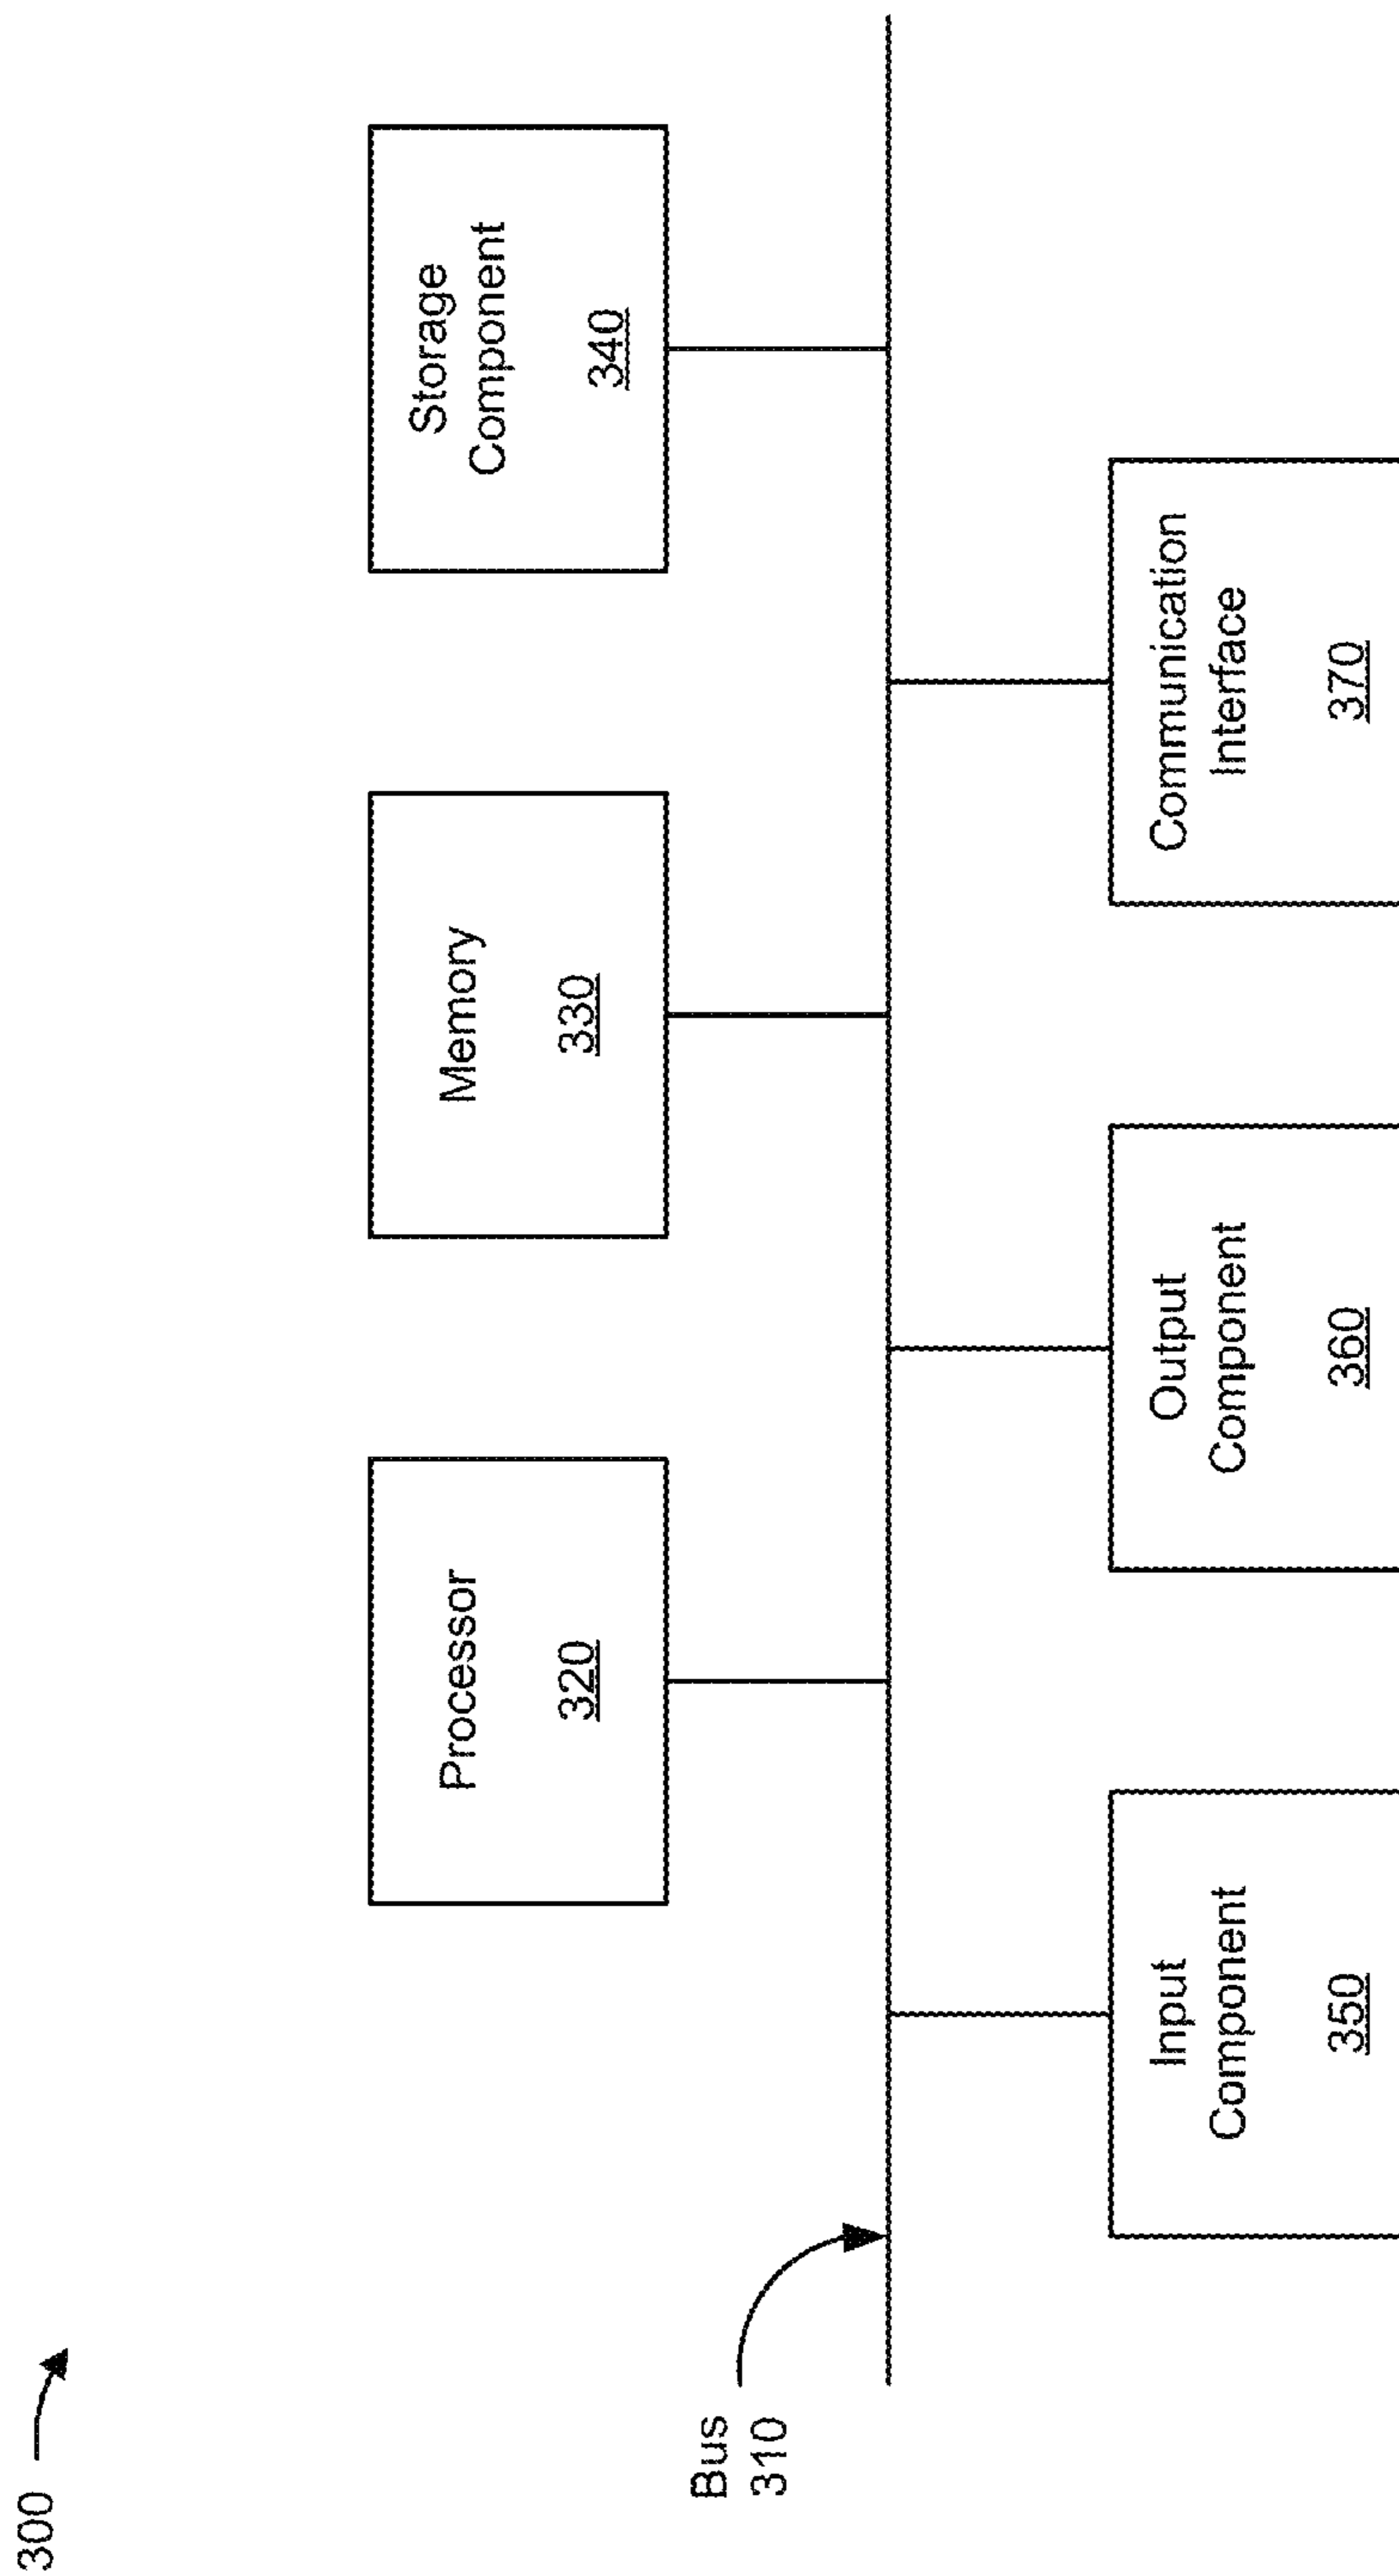 300
Processor
320
Memory
330
Storage
Component
340
Bus
310
Input
Component
350
Output
Component
360
Communication
Interface
370